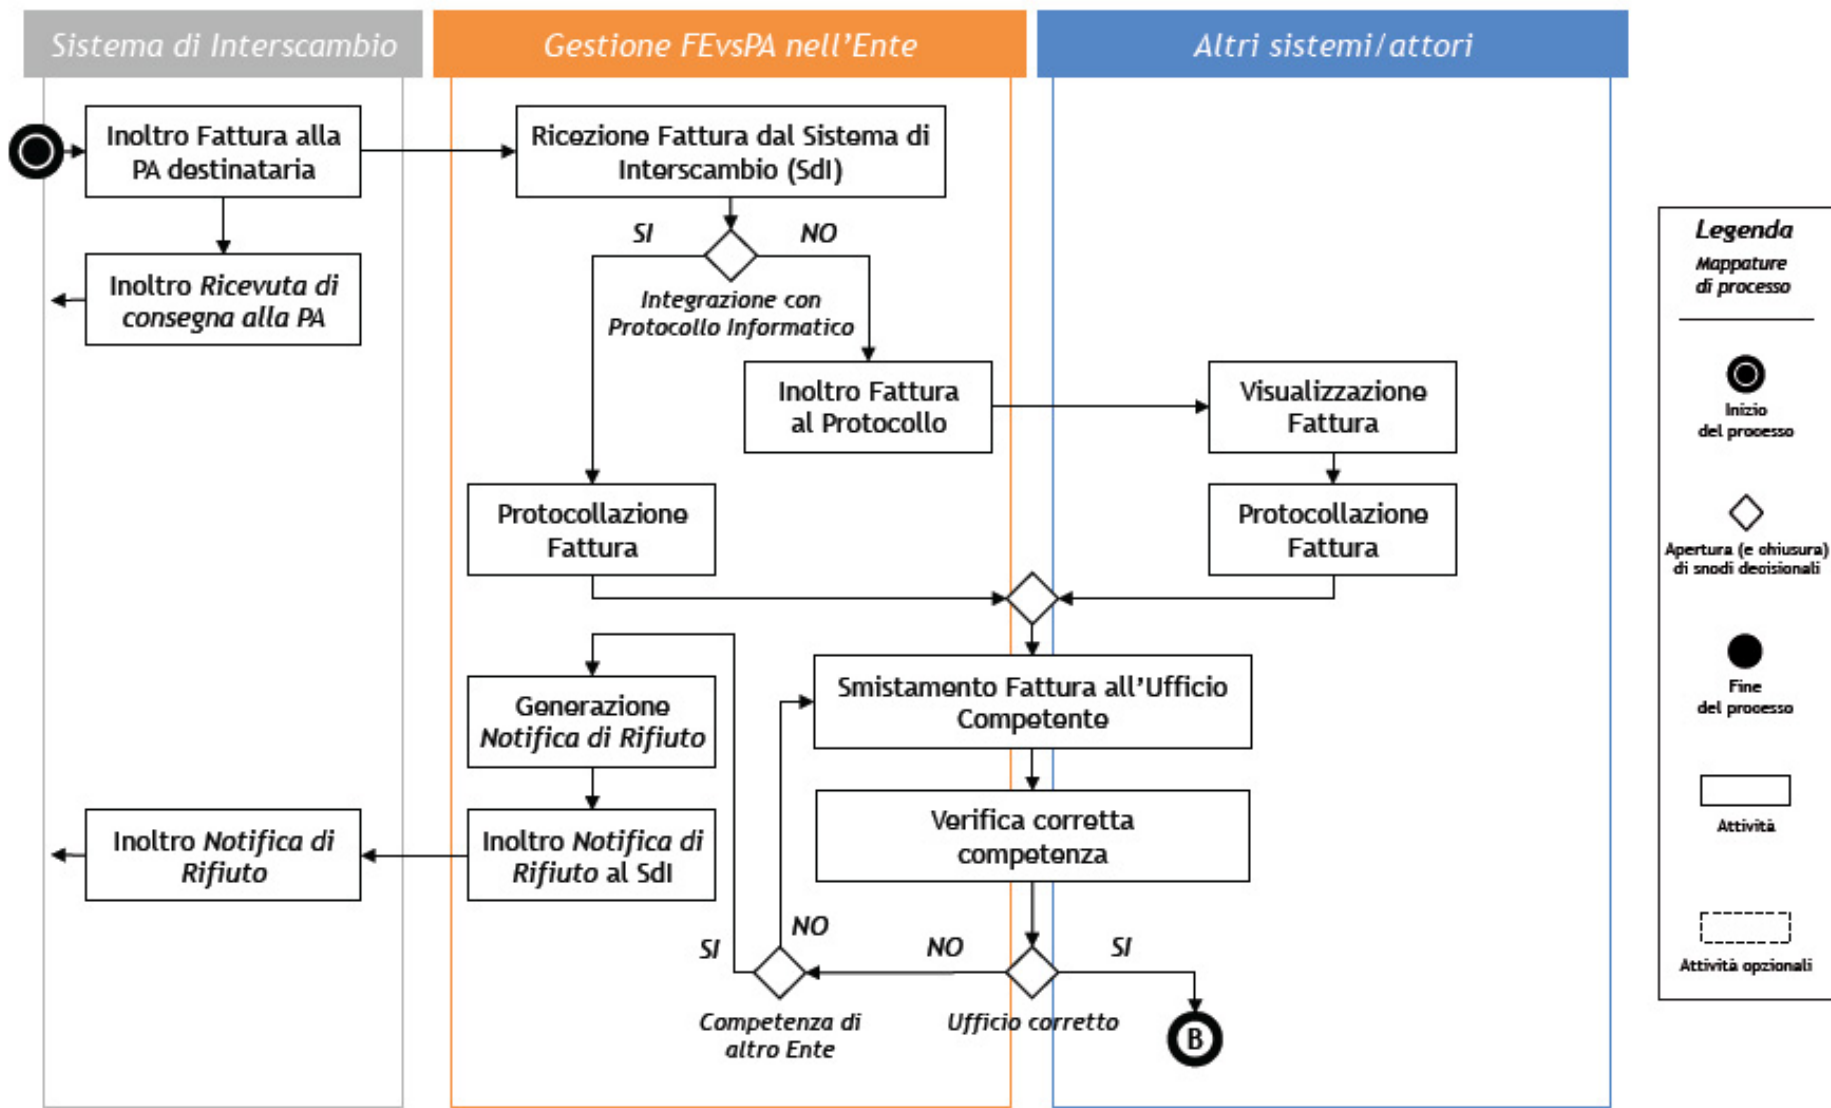 Sistema di Interscambio
Gestione FEvsPA nell'Ente
Altri sistemi/attori
Inoltro Fattura alla
PA destinataria
Ricezione Fattura dal Sistema di
Interscambio (SdI)
SI
NO
Inoltro Ricevuta di
consegna alla PA
Integrazione con
Protocollo Informatico
Inoltro Fattura
al Protocollo
Visualizzazione
Fattura
Protocollazione
Fattura
Protocollazione
Fattura
Smistamento Fattura all'Ufficio
Competente
Generazione
Notifica di Rifiuto
Verifica corretta
competenza
Inoltro Notifica di
Rifiuto
Inoltro Notifica di
Rifiuto al SdI
NO
SI
NO
SI
Competenza di
altro Ente
Ufficio corretto
B
Legenda
Mappature
di processo
Inizio
del processo
Apertura (e chiusura)
di snodi decisionali
Fine
del processo
Attività
Attività opzionali